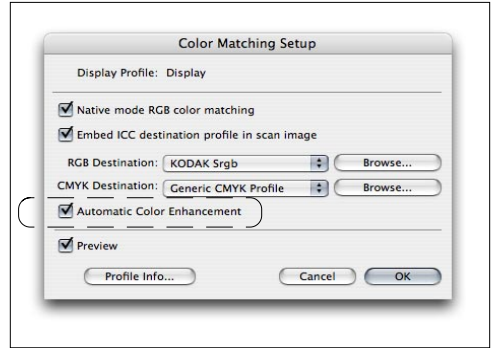 Color Matching Setup
Display Profile: Display
Native mode RGB color matching
Embed ICC destination profile in scan image
RGB Destination: KODAK Srgb Browse...
CMYK Destination: Generic CMYK Profile Browse...
Automatic Color Enhancement
Preview
Profile Info... Cancel OK